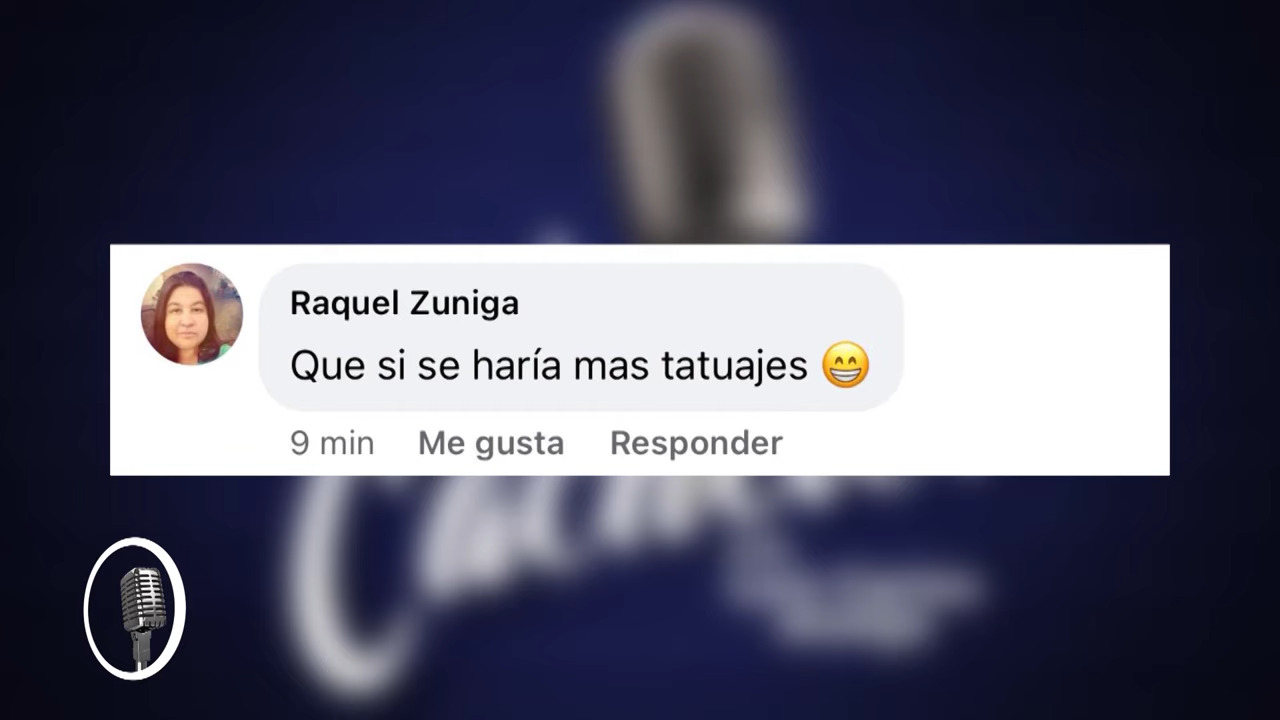 Raquel Zuniga
Que si se haría mas tatuajes 😁
9 min Me gusta Responder